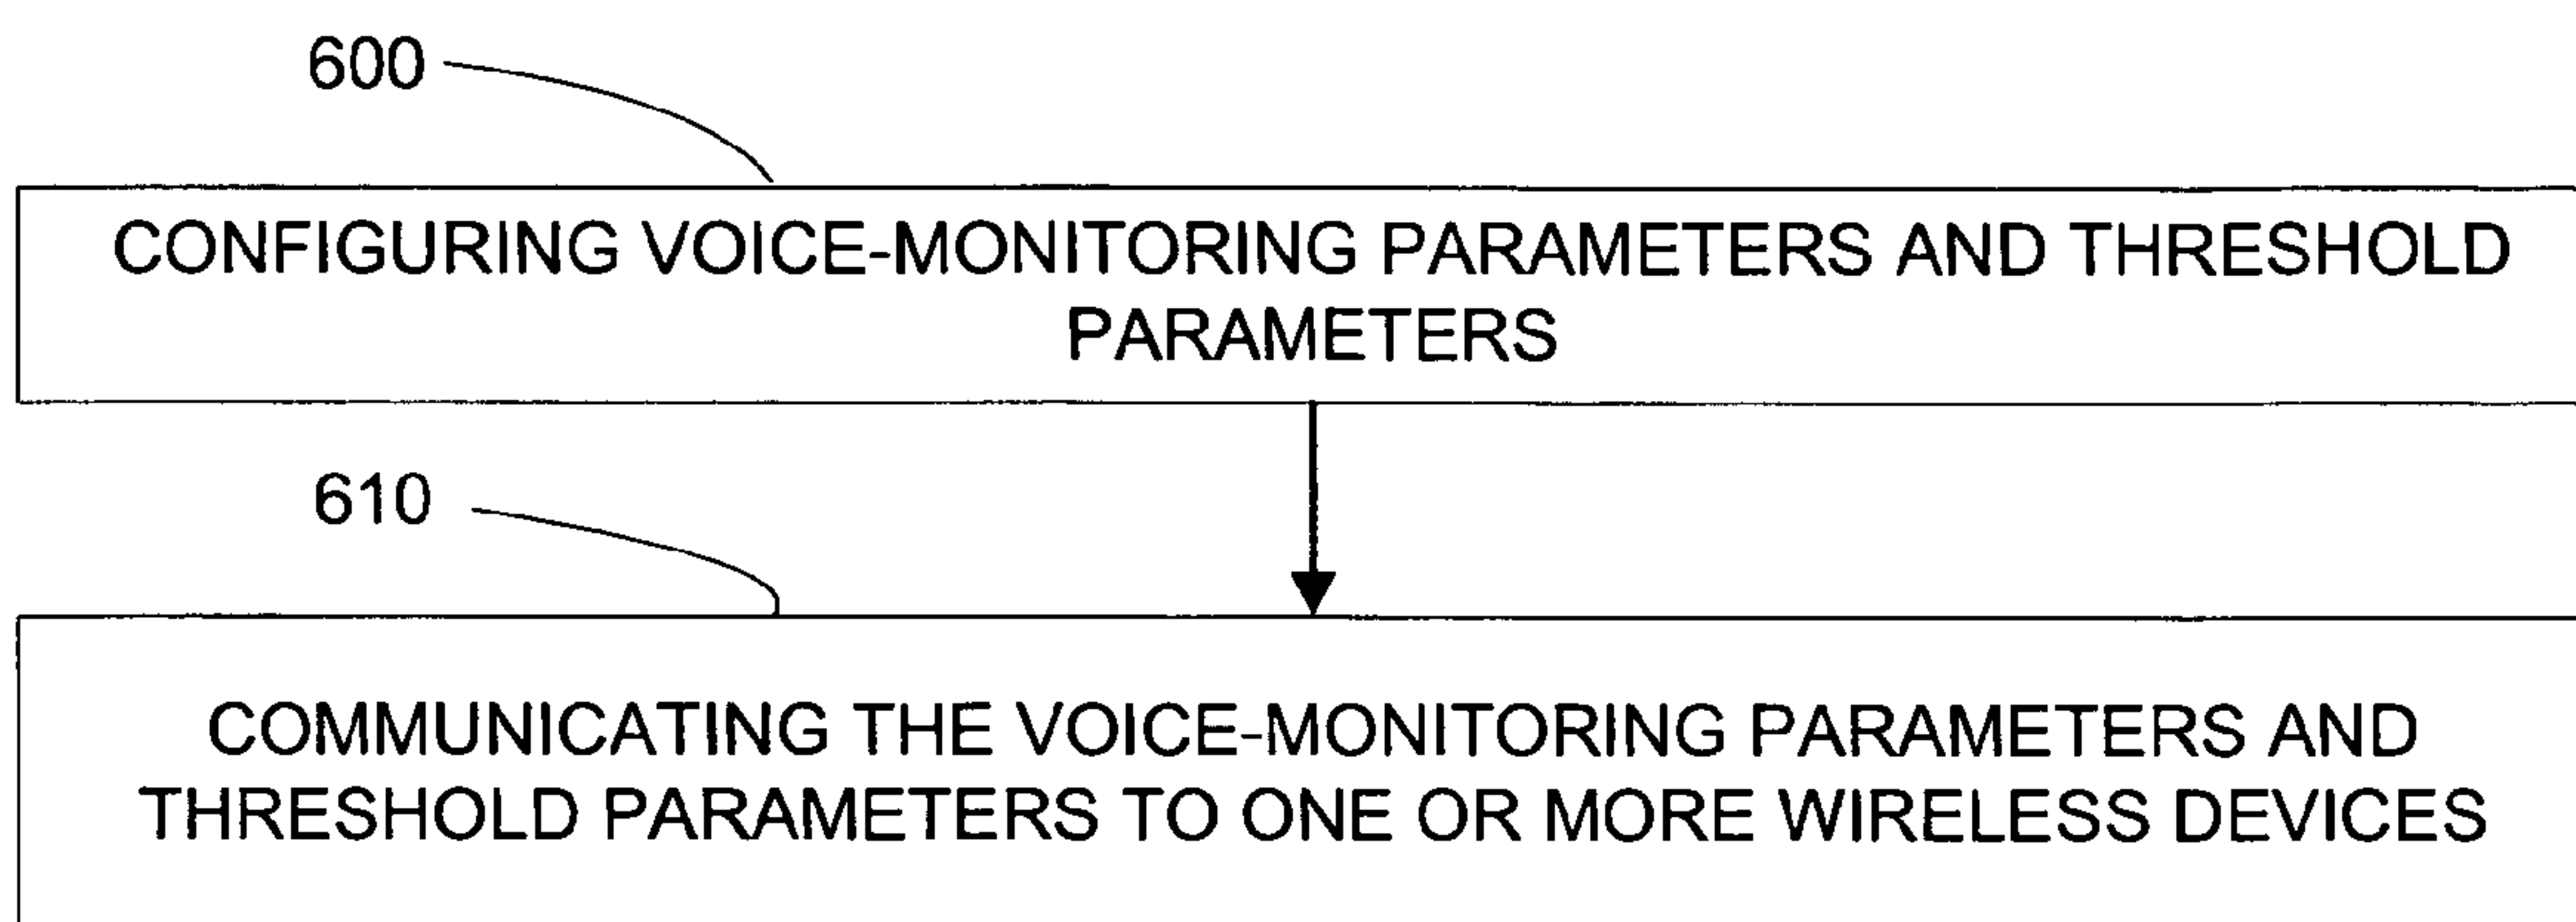 600
CONFIGURING VOICE-MONITORING PARAMETERS AND THRESHOLD
PARAMETERS
610
COMMUNICATING THE VOICE-MONITORING PARAMETERS AND
THRESHOLD PARAMETERS TO ONE OR MORE WIRELESS DEVICES